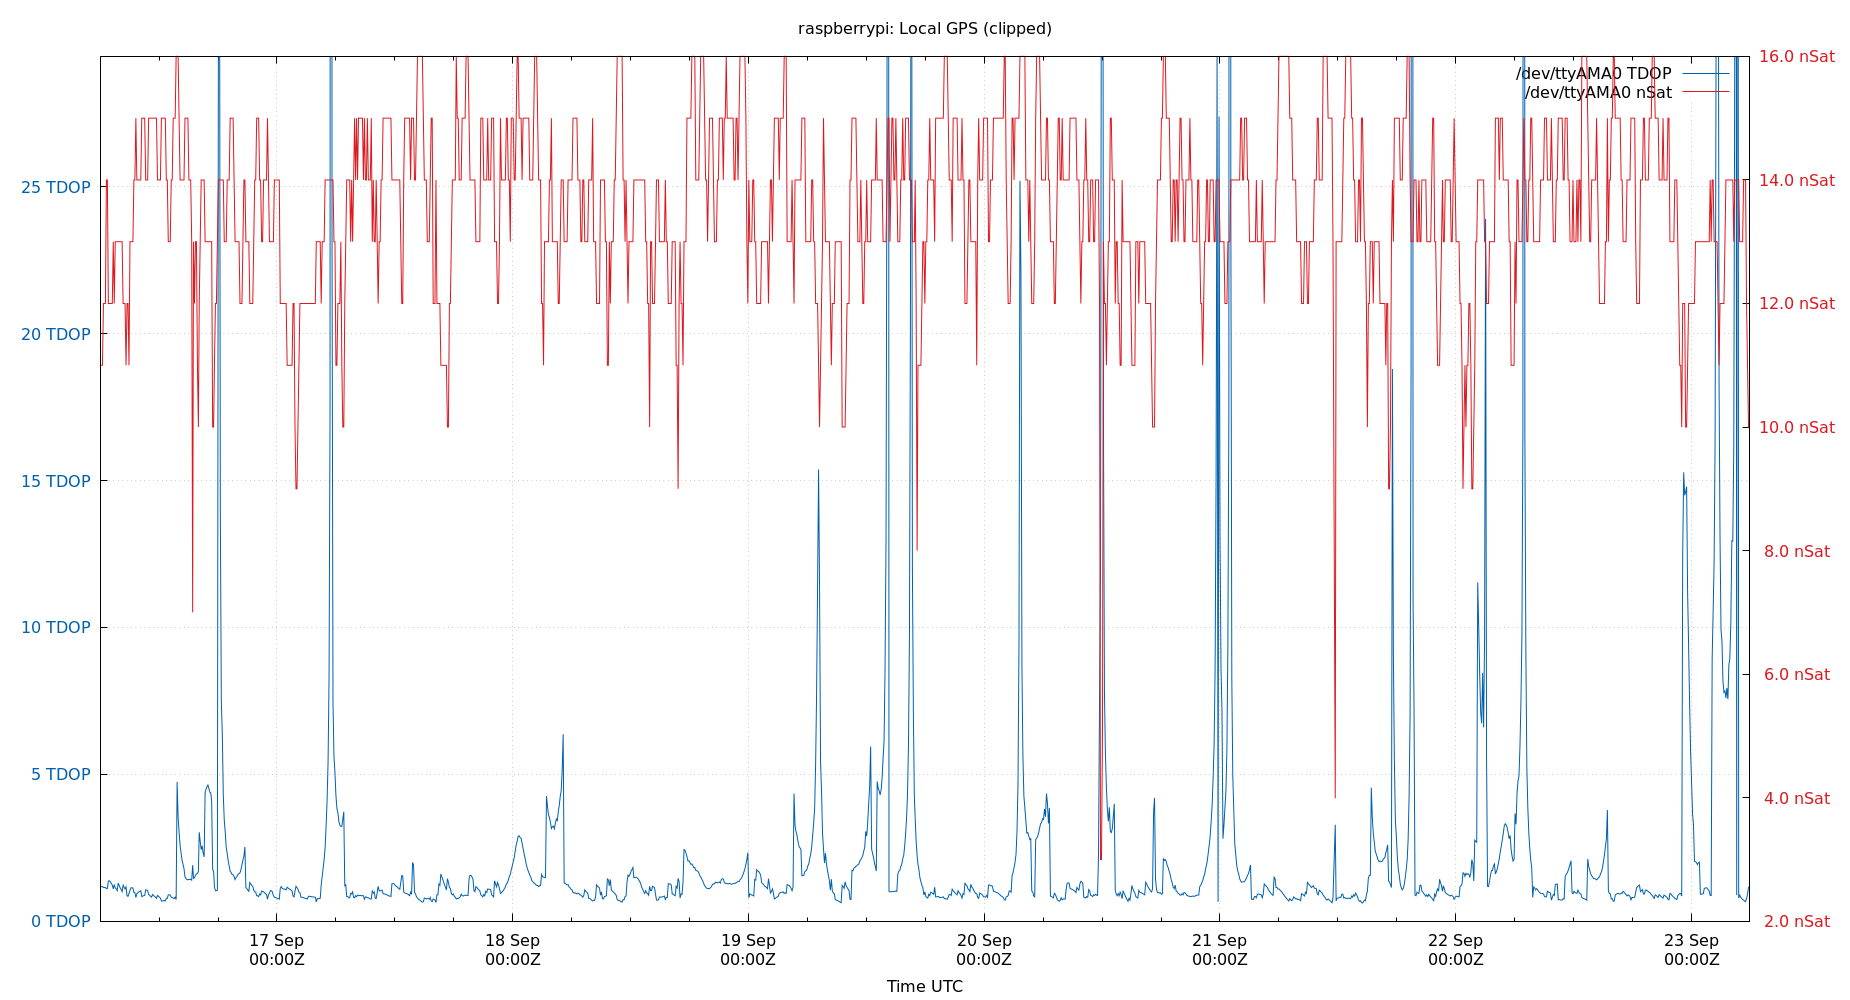 raspberrypi: Local GPS (clipped)
/dev/ttyAMA0 TDOP
/dev/ttyAMA0 nSat
25 TDOP
20 TDOP
15 TDOP
10 TDOP
5 TDOP
0 TDOP
16.0 nSat
14.0 nSat
12.0 nSat
10.0 nSat
8.0 nSat
6.0 nSat
4.0 nSat
2.0 nSat
17 Sep
00:00Z
18 Sep
00:00Z
19 Sep
00:00Z
20 Sep
00:00Z
21 Sep
00:00Z
22 Sep
00:00Z
23 Sep
00:00Z
Time UTC